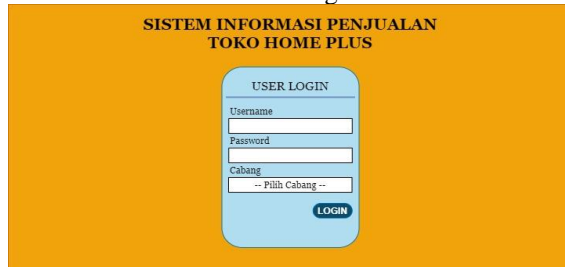 SISTEM INFORMASI PENJUALAN
TOKO HOME PLUS
USER LOGIN
Username
Password
Cabang
-- Pilih Cabang --
LOGIN